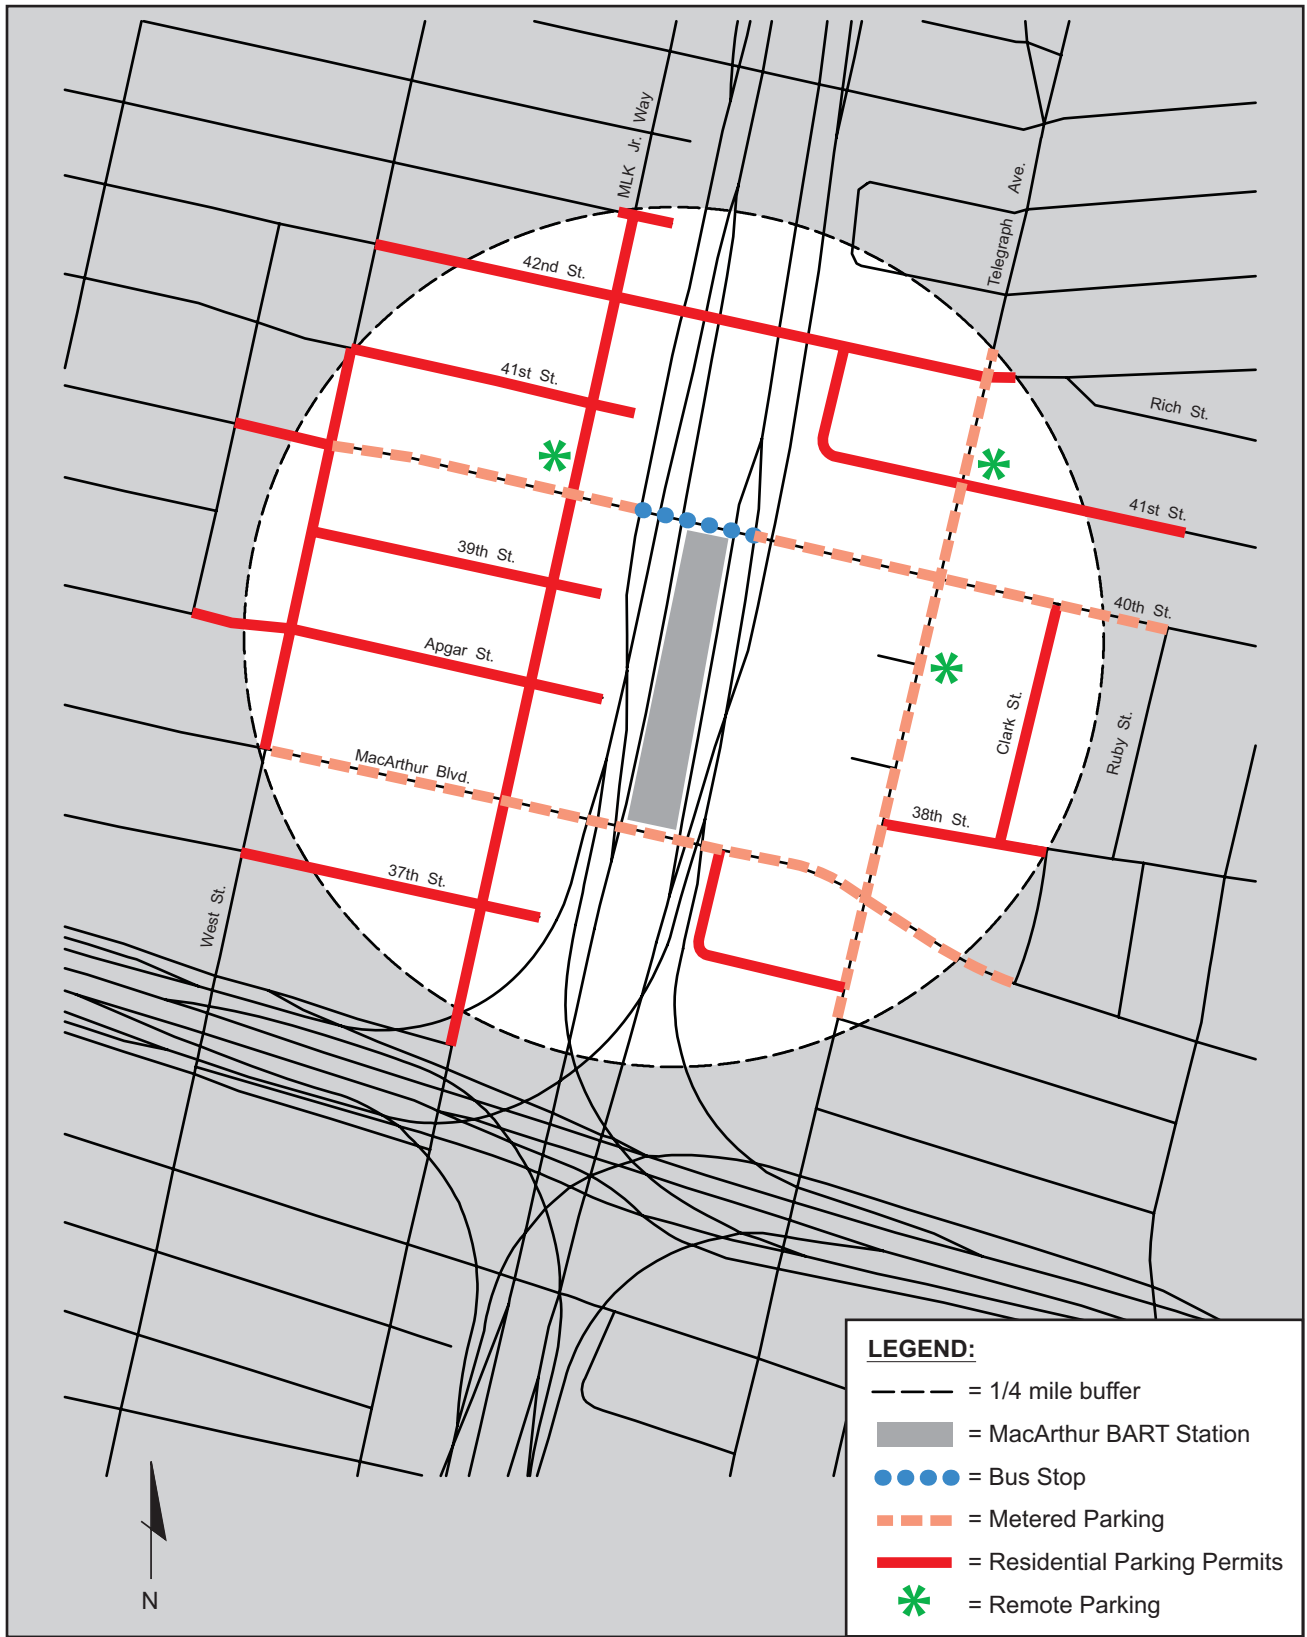 MLK Jr. Way
Telegraph Ave.
42nd St.
41st St.
Rich St.
41st St.
39th St.
40th St.
Apgar St.
Clark St.
Ruby St.
MacArthur Blvd.
38th St.
37th St.
West St.
LEGEND:
= 1/4 mile buffer
= MacArthur BART Station
= Bus Stop
= Metered Parking
= Residential Parking Permits
= Remote Parking
N